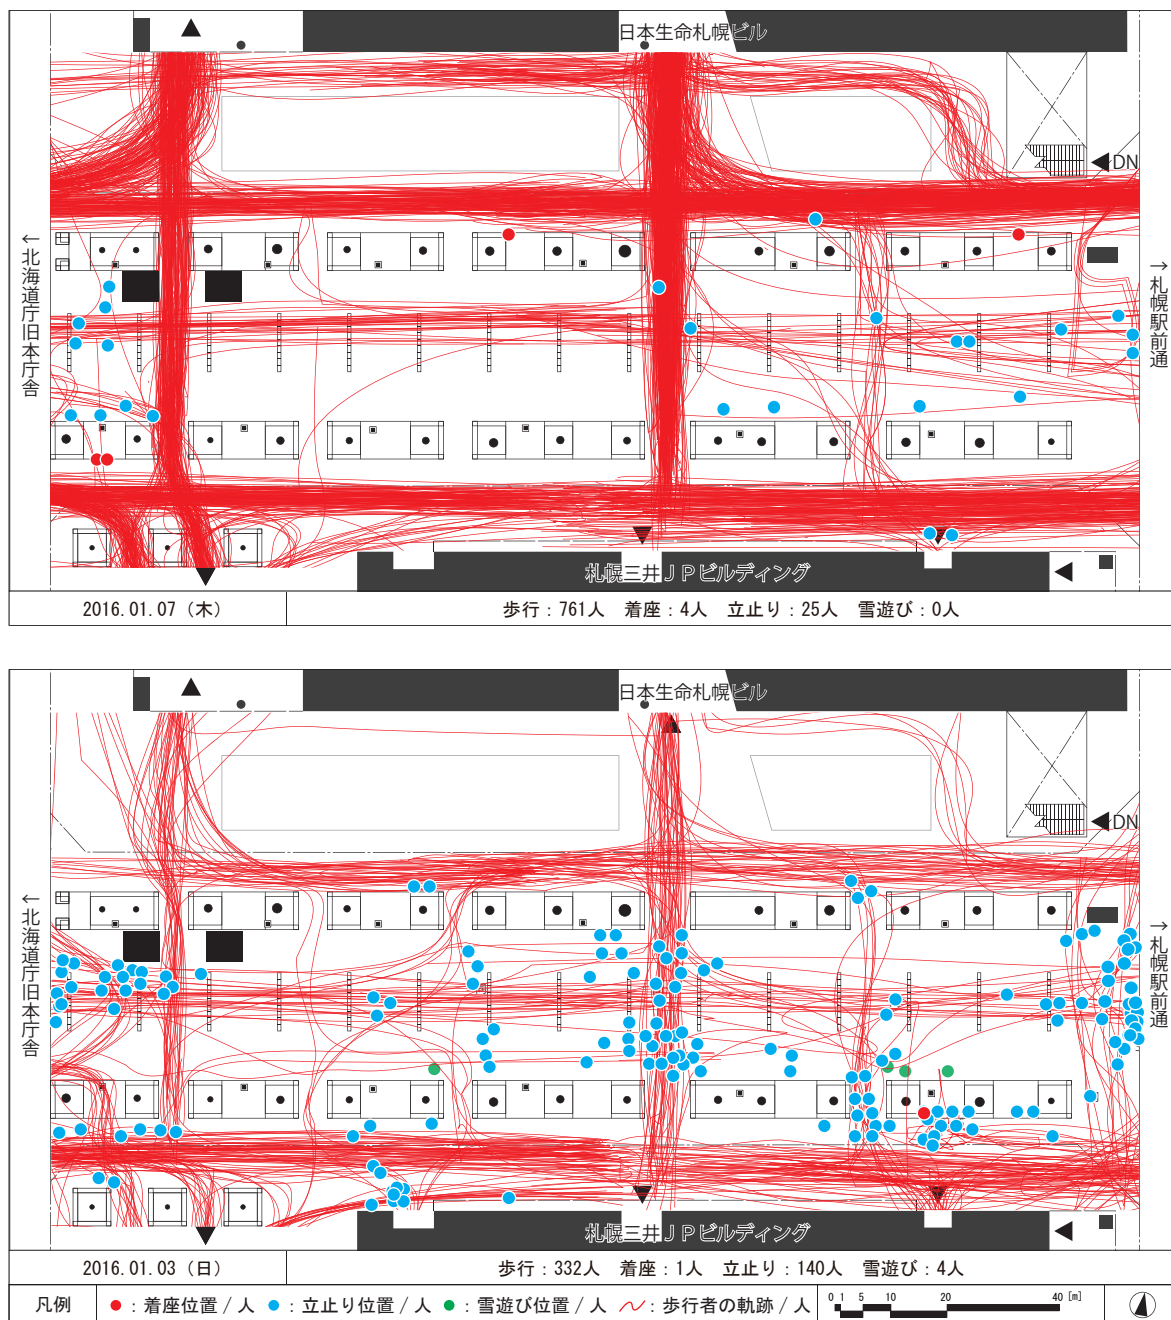 日本生命札幌ビル
DN
←北海道庁旧本庁舎
→札幌駅前通
札幌三井JPビルディング
2016.01.07（木） 歩行：761人 着座：4人 立止り：25人 雪遊び：0人
日本生命札幌ビル
DN
←北海道庁旧本庁舎
→札幌駅前通
札幌三井JPビルディング
2016.01.03（日） 歩行：332人 着座：1人 立止り：140人 雪遊び：4人
凡例 ：着座位置 / 人 ：立止り位置 / 人 ：雪遊び位置 / 人 ：歩行者の軌跡 / 人 0 1 5 10 20 40 [m]